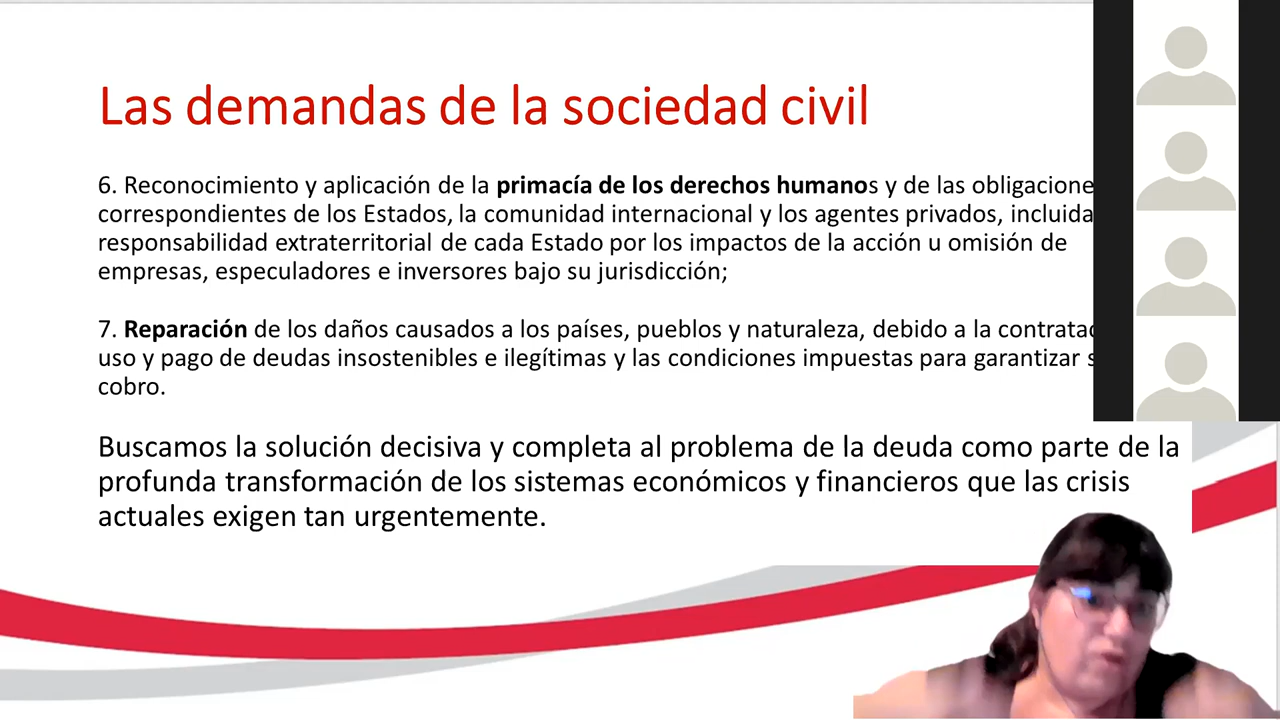 Las demandas de la sociedad civil
6. Reconocimiento y aplicación de la primacía de los derechos humanos y de las obligacione
correspondientes de los Estados, la comunidad internacional y los agentes privados, incluida
responsabilidad extraterritorial de cada Estado por los impactos de la acción u omisión de
empresas, especuladores e inversores bajo su jurisdicción;
7. Reparación de los daños causados a los países, pueblos y naturaleza, debido a la
uso y pago de deudas insostenibles e ilegítimas y las condiciones impuestas para garantizar
cobro.
Buscamos la solución decisiva y completa al problema de la deuda como parte de la
profunda transformación de los sistemas económicos y financieros que las crisis
actuales exigen tan urgentemente.